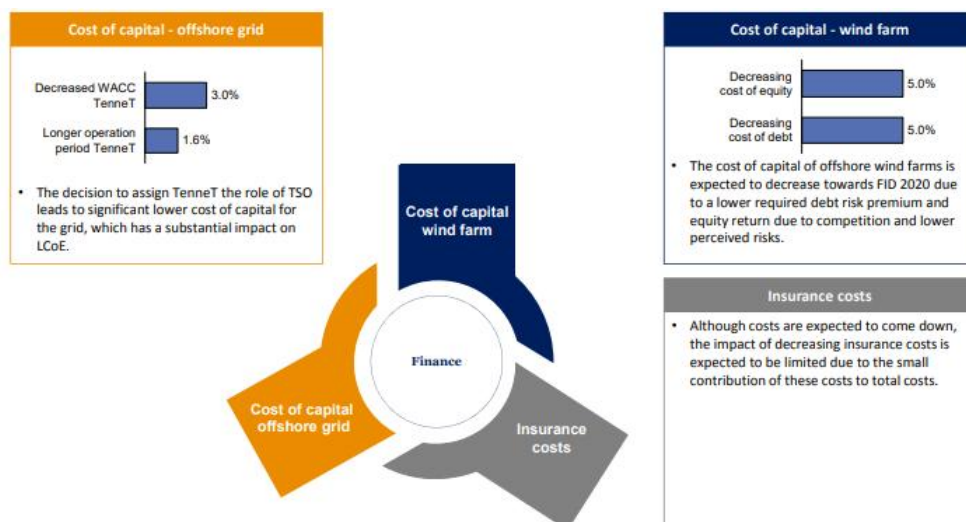 Cost of capital - offshore grid
Decreased WACC
TenneT
3.0%
Longer operation
period TenneT
1.6%
• The decision to assign TenneT the role of TSO
leads to significant lower cost of capital for
the grid, which has a substantial impact on
LCoE.
Cost of capital - wind farm
Decreasing
cost of equity
5.0%
Decreasing
cost of debt
5.0%
• The cost of capital of offshore wind farms is
expected to decrease towards FID 2020 due
to a lower required debt risk premium and
equity return due to competition and lower
perceived risks.
Cost of capital
wind farm
Finance
Cost of capital
offshore grid
Insurance
costs
Insurance costs
• Although costs are expected to come down,
the impact of decreasing insurance costs is
expected to be limited due to the small
contribution of these costs to total costs.